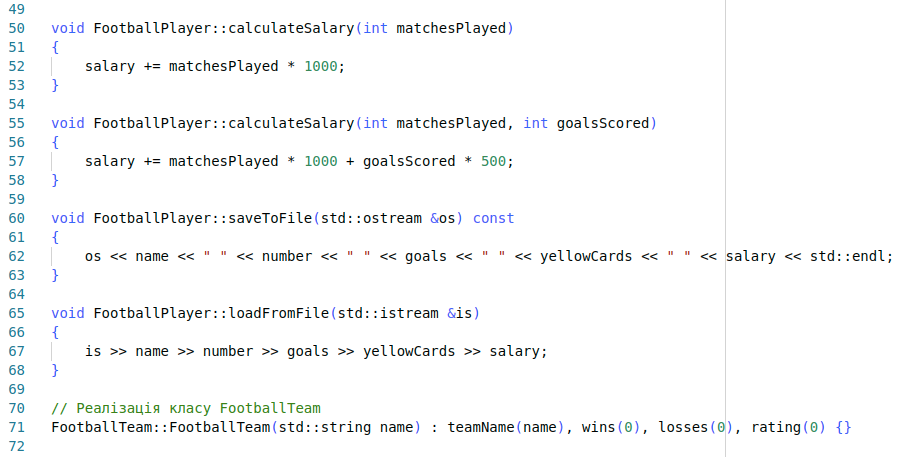 49
50 void FootballPlayer::calculateSalary(int matchesPlayed)
51 {
52     salary += matchesPlayed * 1000;
53 }
54
55 void FootballPlayer::calculateSalary(int matchesPlayed, int goalsScored)
56 {
57     salary += matchesPlayed * 1000 + goalsScored * 500;
58 }
59
60 void FootballPlayer::saveToFile(std::ostream &os) const
61 {
62     os << name << " " << number << " " << goals << " " << yellowCards << " " << salary << std::endl;
63 }
64
65 void FootballPlayer::loadFromFile(std::istream &is)
66 {
67     is >> name >> number >> goals >> yellowCards >> salary;
68 }
69
70 // Реалізація класу FootballTeam
71 FootballTeam::FootballTeam(std::string name) : teamName(name), wins(0), losses(0), rating(0) {}
72